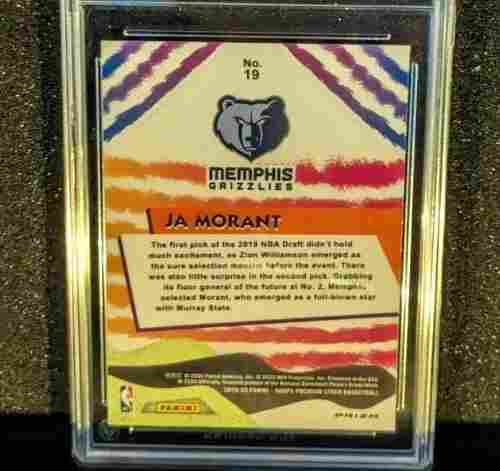 No.
19
MEMPHIS
GRIZZLIES
JA MORANT
The first pick of the 2019 NBA Draft didn't hold
much excitement, as Zion Williamson emerged as
the sure selection months before the event. There
was also little surprise in the second pick. Grabbing
its floor general of the future at No. 2, Memphis
selected Morant, who emerged as a full-blown star
with Murray State.
PANINI